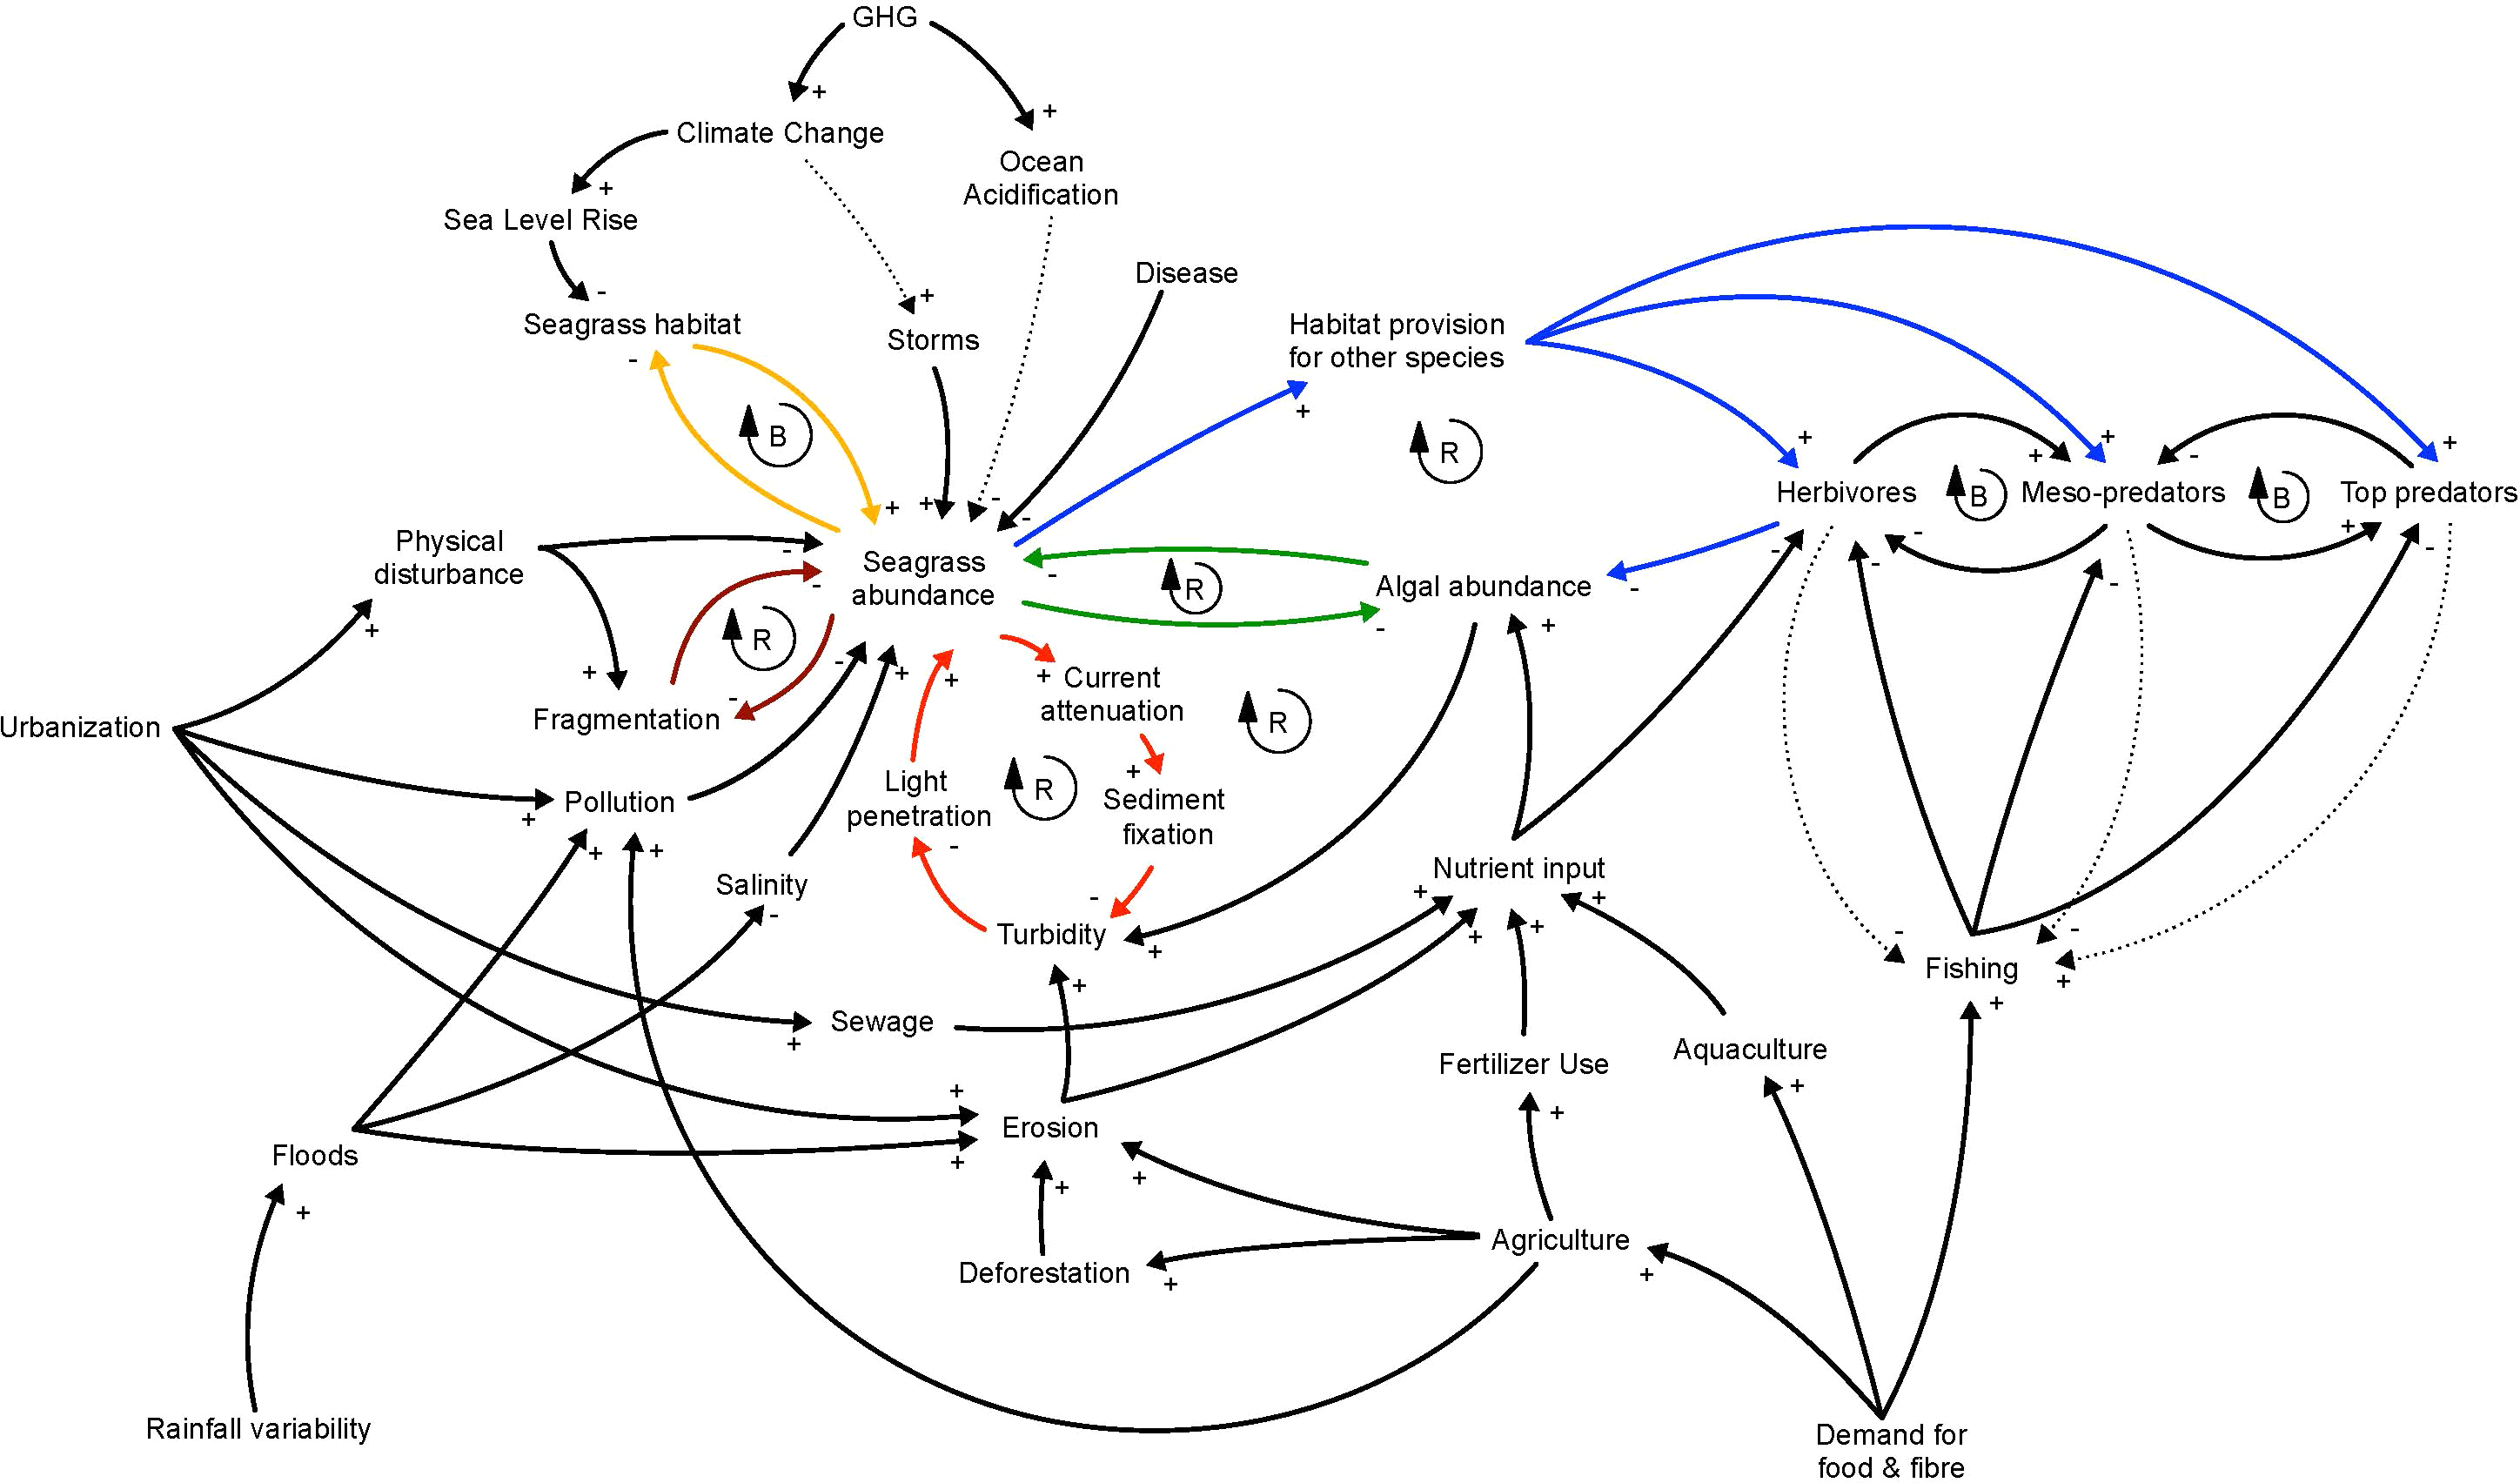 GHG
+
+
Climate Change
Ocean
Acidification
+
Sea Level Rise
-
Seagrass habitat
-
+
Storms
Disease
Habitat provision
for other species
+
B
R
+
+
-
-
+
+
+
-
+
Herbivores
B
Meso-predators
B
Top predators
-
+
-
-
-
-
Physical
disturbance
+
-
-
Seagrass
abundance
-
R
-
Algal abundance
-
+
R
+
-
Fragmentation
Urbanization
-
+
+
+
Current
attenuation
R
+
Pollution
+
+
+
Light
penetration
-
R
+
Sediment
fixation
-
Salinity
-
Turbidity
+
+
Nutrient input
+
+
+
+
-
-
+
Fishing
+
Sewage
+
Fertilizer Use
+
Aquaculture
+
+
Erosion
+
+
+
Floods
+
Deforestation
+
Agriculture
+
Rainfall variability
Demand for
food & fibre